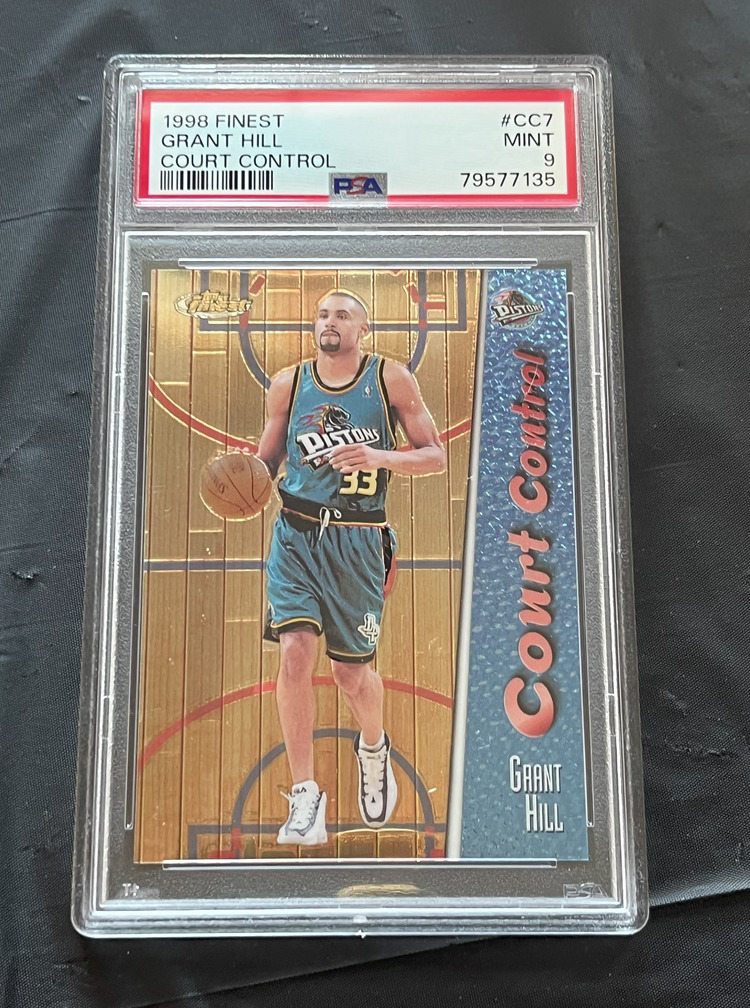 1998 FINEST
#CC7
GRANT HILL
MINT
COURT CONTROL
9
PSA
79577135
Finest
PISTONS
Court Control
PISTONS
33
GRANT
HILL
PSA